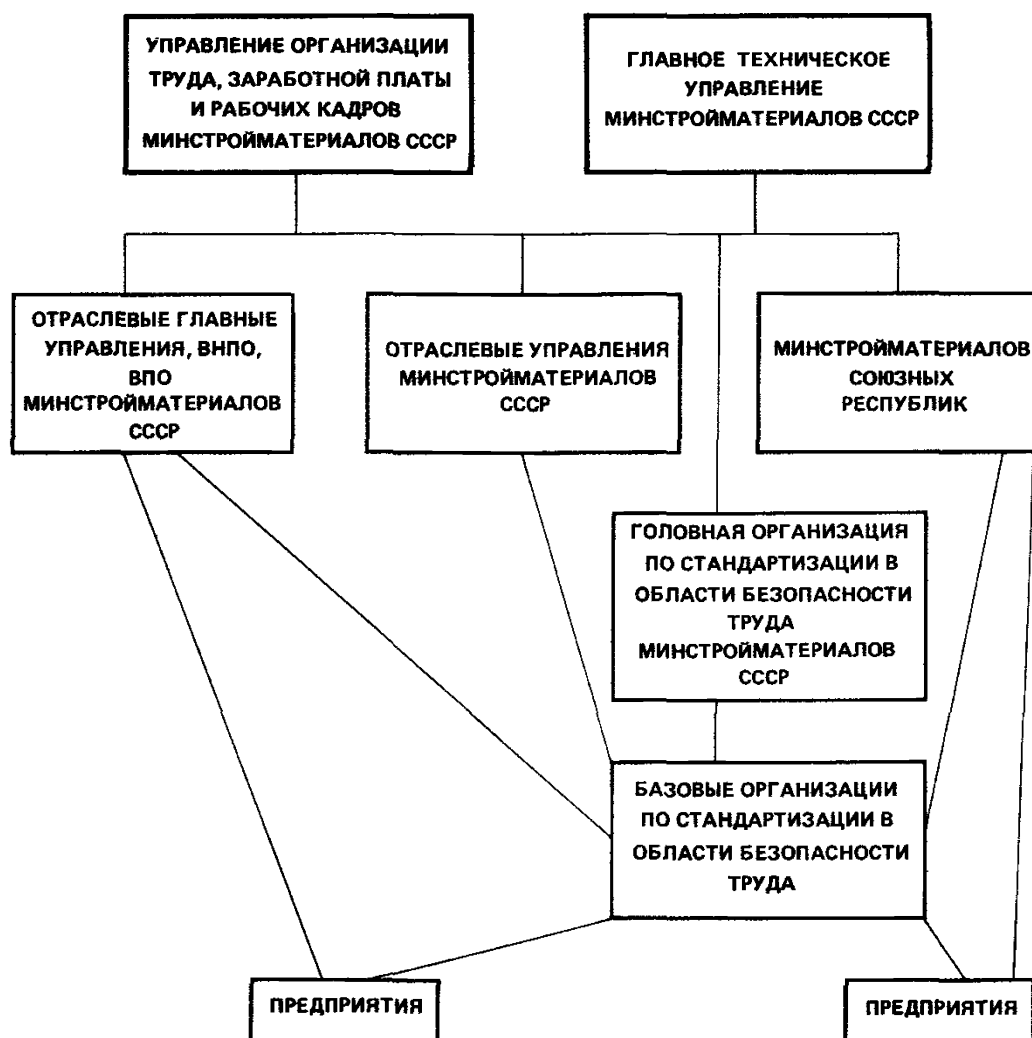 УПРАВЛЕНИЕ ОРГАНИЗАЦИИ
ТРУДА, ЗАРАБОТНОЙ ПЛАТЫ
И РАБОЧИХ КАДРОВ
МИНСТРОЙМАТЕРИАЛОВ СССР
ГЛАВНОЕ ТЕХНИЧЕСКОЕ
УПРАВЛЕНИЕ
МИНСТРОЙМАТЕРИАЛОВ СССР
ОТРАСЛЕВЫЕ ГЛАВНЫЕ
УПРАВЛЕНИЯ, ВНПО,
ВПО
МИНСТРОЙМАТЕРИАЛОВ
СССР
ОТРАСЛЕВЫЕ УПРАВЛЕНИЯ
МИНСТРОЙМАТЕРИАЛОВ
СССР
МИНСТРОЙМАТЕРИАЛОВ
СОЮЗНЫХ
РЕСПУБЛИК
ГОЛОВНАЯ ОРГАНИЗАЦИЯ
ПО СТАНДАРТИЗАЦИИ В
ОБЛАСТИ БЕЗОПАСНОСТИ
ТРУДА
МИНСТРОЙМАТЕРИАЛОВ
СССР
БАЗОВЫЕ ОРГАНИЗАЦИИ
ПО СТАНДАРТИЗАЦИИ В
ОБЛАСТИ БЕЗОПАСНОСТИ
ТРУДА
ПРЕДПРИЯТИЯ
ПРЕДПРИЯТИЯ